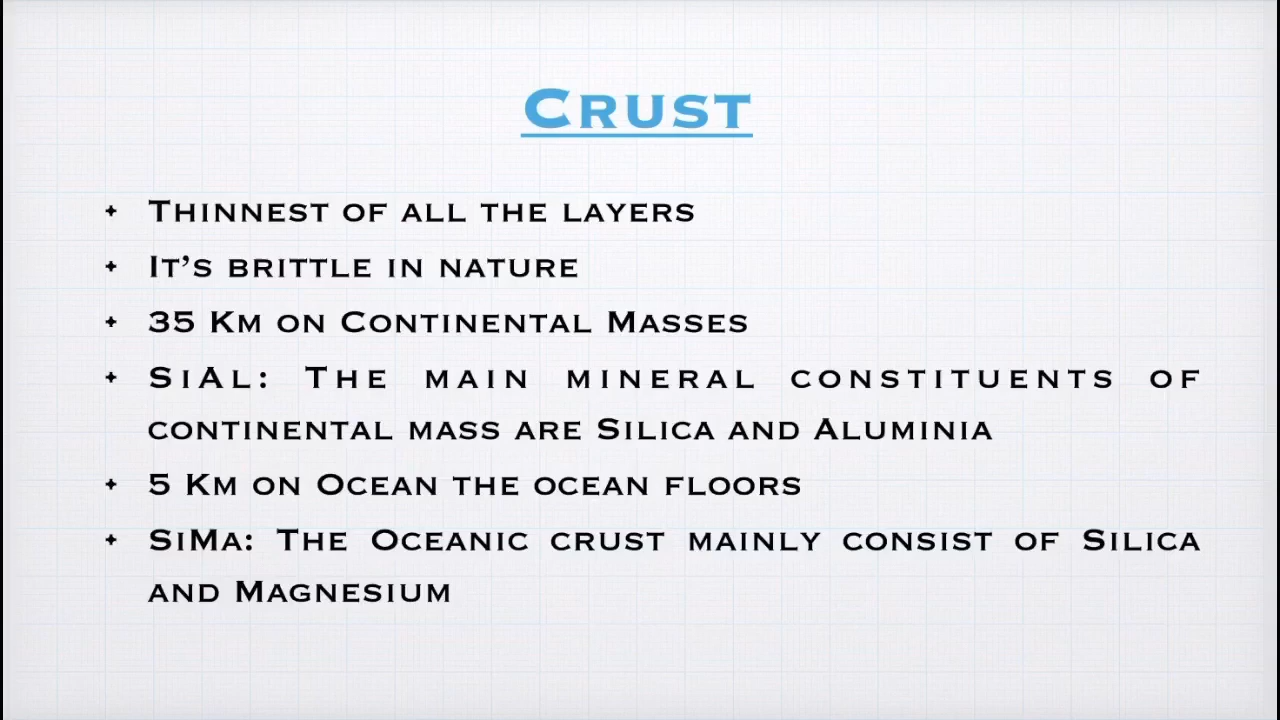 Crust
+ Thinnest of all the layers
+ It's brittle in nature
+ 35 Km on Continental Masses
+ SiAl: The main mineral constituents of
continental mass are Silica and Aluminia
+ 5 Km on Ocean the ocean floors
+ SiMa: The Oceanic crust mainly consist of Silica
and Magnesium